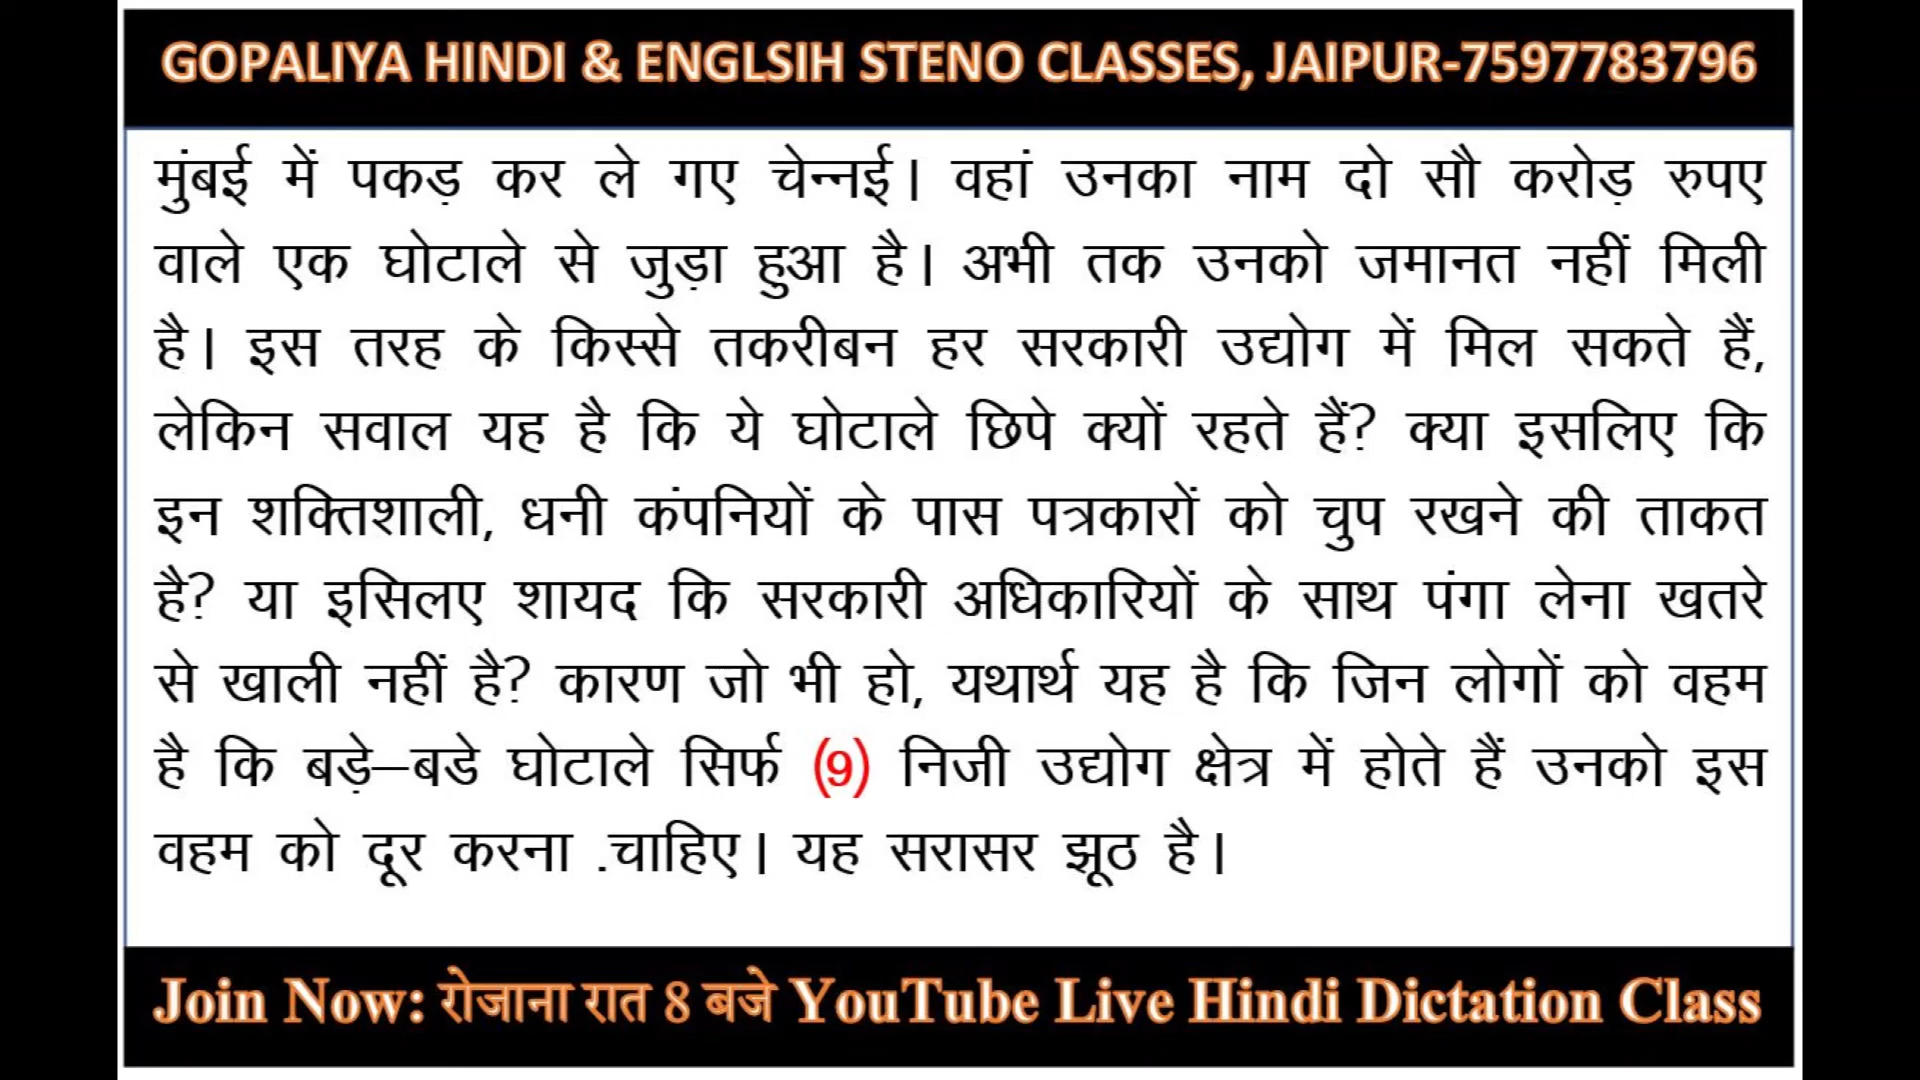 GOPALIYA HINDI & ENGLSIH STENO CLASSES, JAIPUR-7597783796
मुंबई में पकड़ कर ले गए चेन्नई। वहां उनका नाम दो सौ करोड़ रुपए
वाले एक घोटाले से जुड़ा हुआ है। अभी तक उनको जमानत नहीं मिली
है। इस तरह के किस्से तकरीबन हर सरकारी उद्योग में मिल सकते हैं,
लेकिन सवाल यह है कि ये घोटाले छिपे क्यों रहते हैं? क्या इसलिए कि
इन शक्तिशाली, धनी कंपनियों के पास पत्रकारों को चुप रखने की ताकत
है? या इसिलए शायद कि सरकारी अधिकारियों के साथ पंगा लेना खतरे
से खाली नहीं है? कारण जो भी हो, यथार्थ यह है कि जिन लोगों को वहम
है कि बड़े–बडे घोटाले सिर्फ (9) निजी उद्योग क्षेत्र में होते हैं उनको इस
वहम को दूर करना .चाहिए। यह सरासर झूठ है।
Join Now: रोजाना रात 8 बजे YouTube Live Hindi Dictation Class